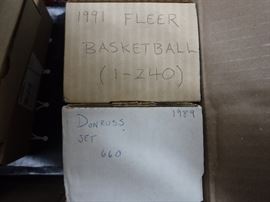 1991 FLEER
BASKETBALL
(1-240)
DONRUSS 1989
SET
660